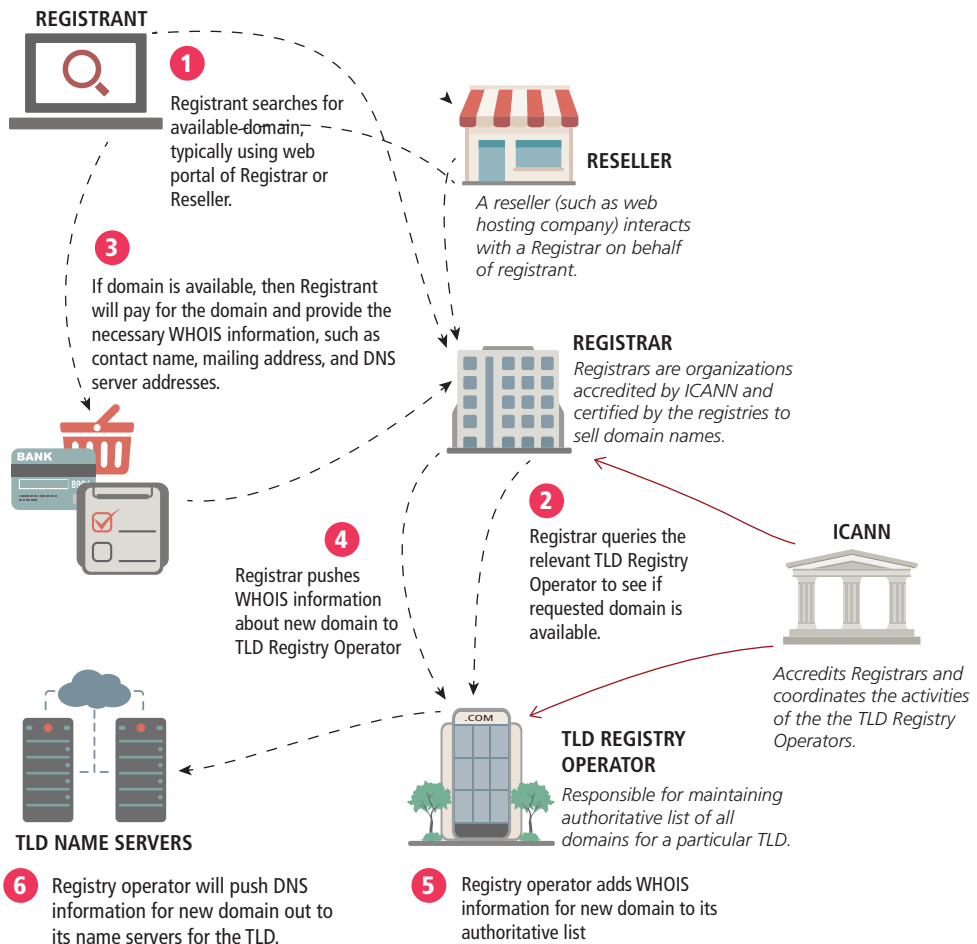 REGISTRANT
1
Registrant searches for
available domain,
typically using web
portal of Registrar or
Reseller.
RESELLER
A reseller (such as web
hosting company) interacts
with a Registrar on behalf
of registrant.
3
If domain is available, then Registrant
will pay for the domain and provide the
necessary WHOIS information, such as
contact name, mailing address, and DNS
server addresses.
REGISTRAR
Registrars are organizations
accredited by ICANN and
certified by the registries to
sell domain names.
BANK
2
Registrar queries the
relevant TLD Registry
Operator to see if
requested domain is
available.
ICANN
Accredits Registrars and
coordinates the activities
of the the TLD Registry
Operators.
4
Registrar pushes
WHOIS information
about new domain to
TLD Registry Operator
.COM
TLD REGISTRY
OPERATOR
Responsible for maintaining
authoritative list of all
domains for a particular TLD.
TLD NAME SERVERS
6
Registry operator will push DNS
information for new domain out to
its name servers for the TLD.
5
Registry operator adds WHOIS
information for new domain to its
authoritative list